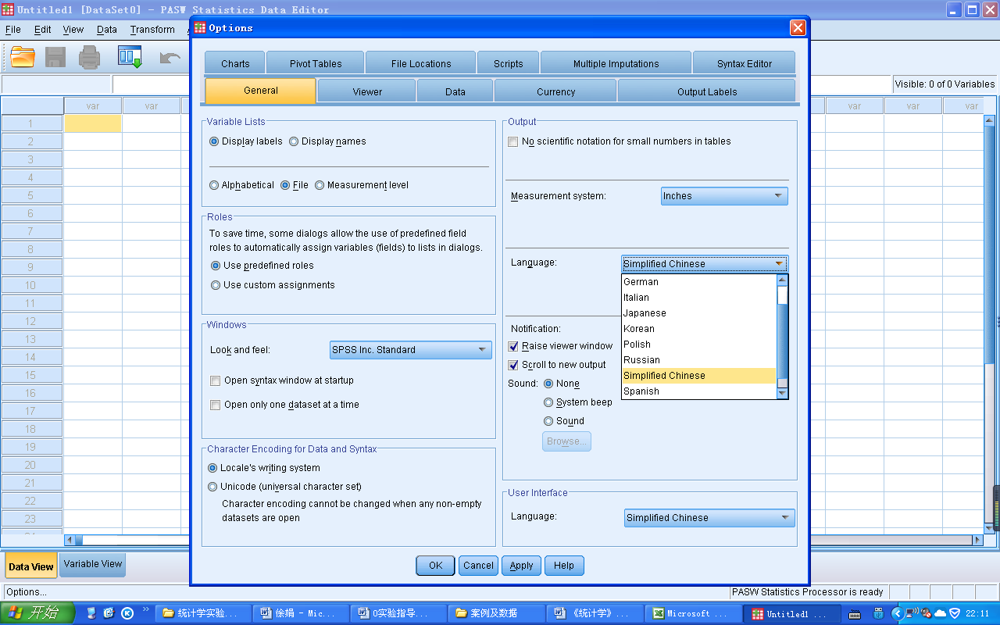 Untitled1 [DataSet0] - PASW Statistics Data Editor
File Edit View Data Transform
Options
Charts Pivot Tables File Locations Scripts Multiple Imputations Syntax Editor
General Viewer Data Currency Output Labels
Visible: 0 of 0 Variables
var var var var var
1
2
3
4
5
6
7
8
9
10
11
12
13
14
15
16
17
18
19
20
21
22
23
Variable Lists
Display labels Display names
Alphabetical File Measurement level
Roles
To save time, some dialogs allow the use of predefined field
roles to automatically assign variables (fields) to lists in dialogs.
Use predefined roles
Use custom assignments
Windows
Look and feel: SPSS Inc. Standard
Open syntax window at startup
Open only one dataset at a time
Character Encoding for Data and Syntax
Locale's writing system
Unicode (universal character set)
Character encoding cannot be changed when any non-empty
datasets are open
Output
No scientific notation for small numbers in tables
Measurement system: Inches
Language: Simplified Chinese
German
Italian
Japanese
Korean
Polish
Russian
Simplified Chinese
Spanish
Notification:
Raise viewer window
Scroll to new output
Sound: None
System beep
Sound
Browse...
User Interface
Language: Simplified Chinese
OK Cancel Apply Help
Data View Variable View
Options...
PASW Statistics Processor is ready
开始 统计学实验... 徐娟 - Mic... 0实验指导... 案例及数据 《统计学》... Microsoft ... Untitled1 ... 22:11